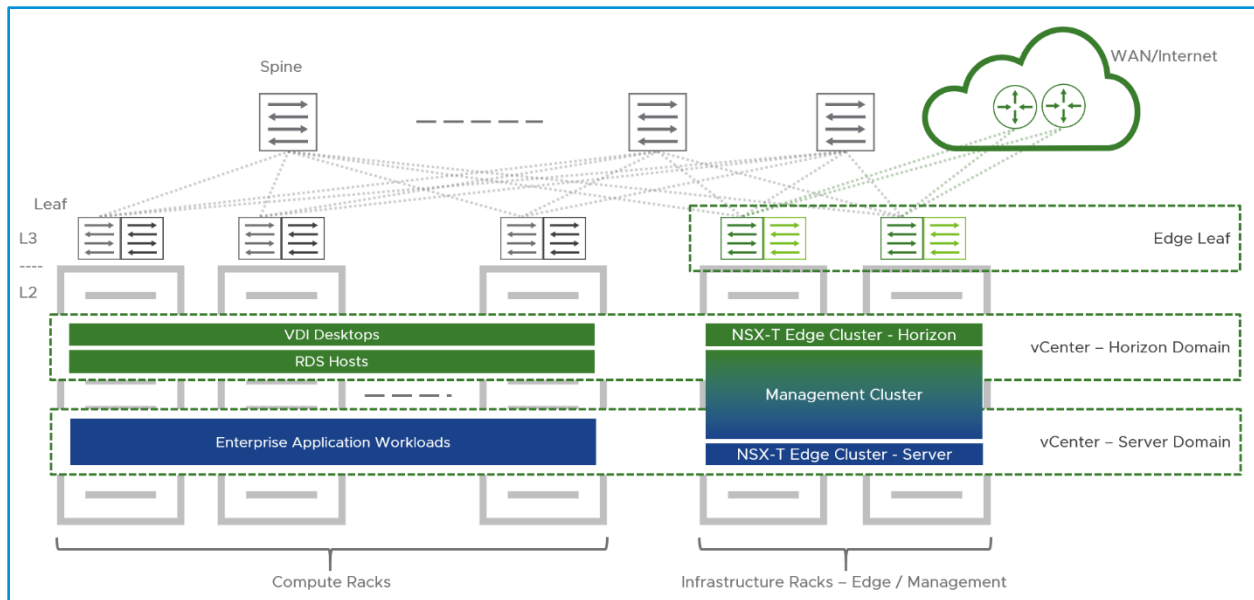 Spine
WAN/Internet
Leaf
L3
Edge Leaf
L2
VDI Desktops
NSX-T Edge Cluster - Horizon
RDS Hosts
vCenter – Horizon Domain
Management Cluster
Enterprise Application Workloads
vCenter – Server Domain
NSX-T Edge Cluster - Server
Compute Racks
Infrastructure Racks – Edge / Management